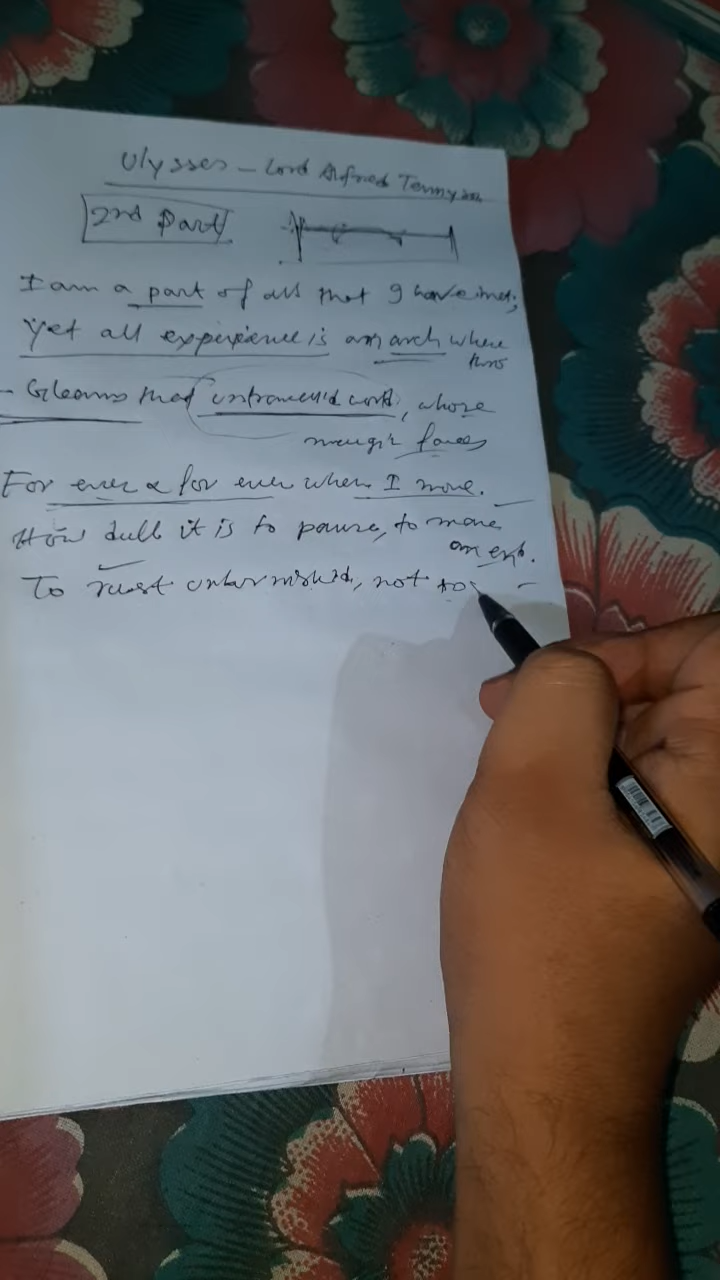 Ulysses - Lord Alfred Tennyson
2nd Part
I am a part of all that I have met;
Yet all experience is an arch where
thro
- Gleams that untravell'd world, whose
margin fades
For ever & for ever when I move.
How dull it is to pause, to make
an end.
To rust unburnished, not to